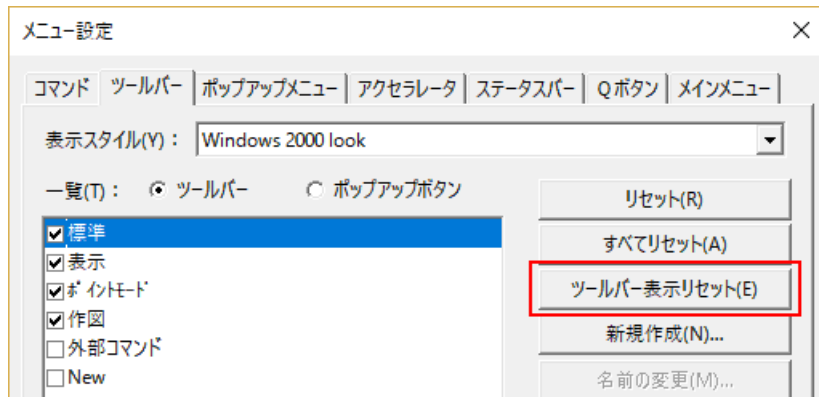 メニュー設定
コマンド ツールバー ポップアップメニュー アクセラレータ ステータスバー Qボタン メインメニュー
表示スタイル(Y)： Windows 2000 look
一覧(T)： ツールバー ポップアップボタン
リセット(R)
標準
すべてリセット(A)
表示
ﾎﾟｲﾝﾄﾓｰﾄﾞ
ツールバー表示リセット(E)
作図
外部コマンド
新規作成(N)...
New
名前の変更(M)...